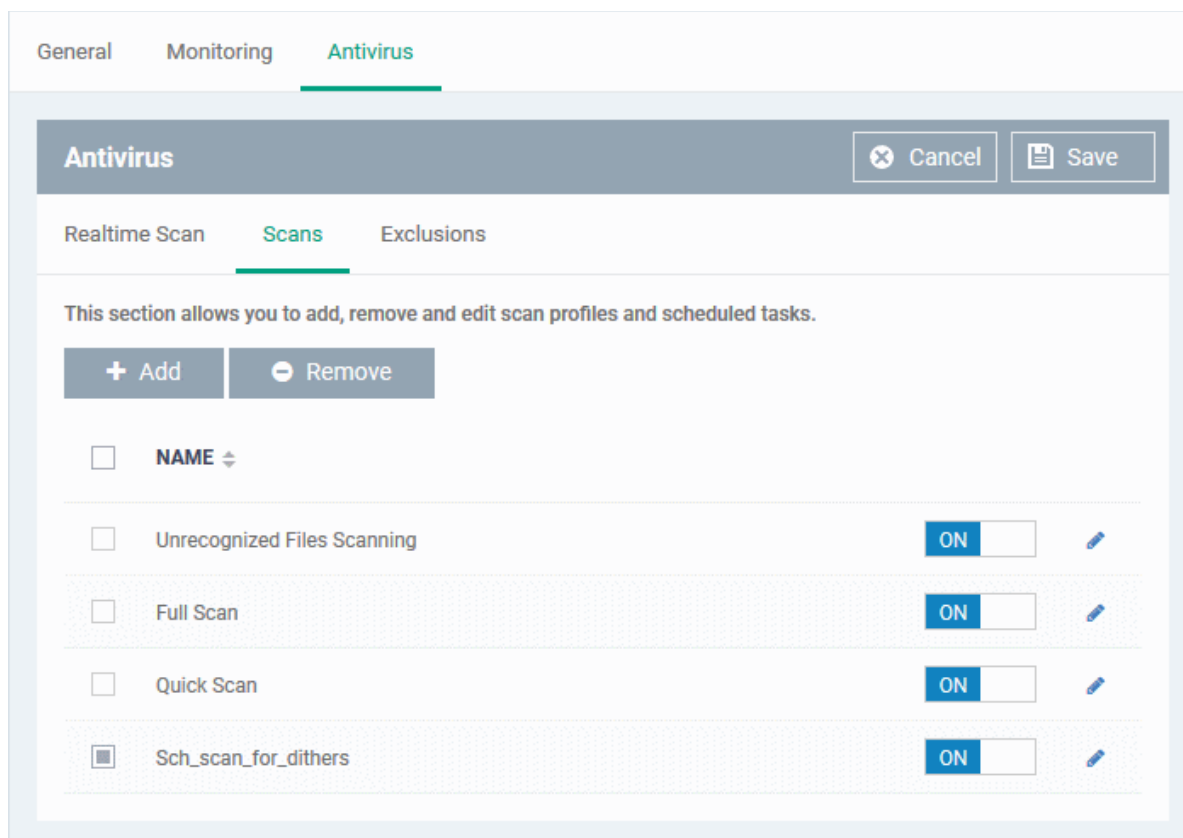 General Monitoring Antivirus
Antivirus Cancel Save
Realtime Scan Scans Exclusions
This section allows you to add, remove and edit scan profiles and scheduled tasks.
Add Remove
NAME
Unrecognized Files Scanning ON
Full Scan ON
Quick Scan ON
Sch_scan_for_dithers ON